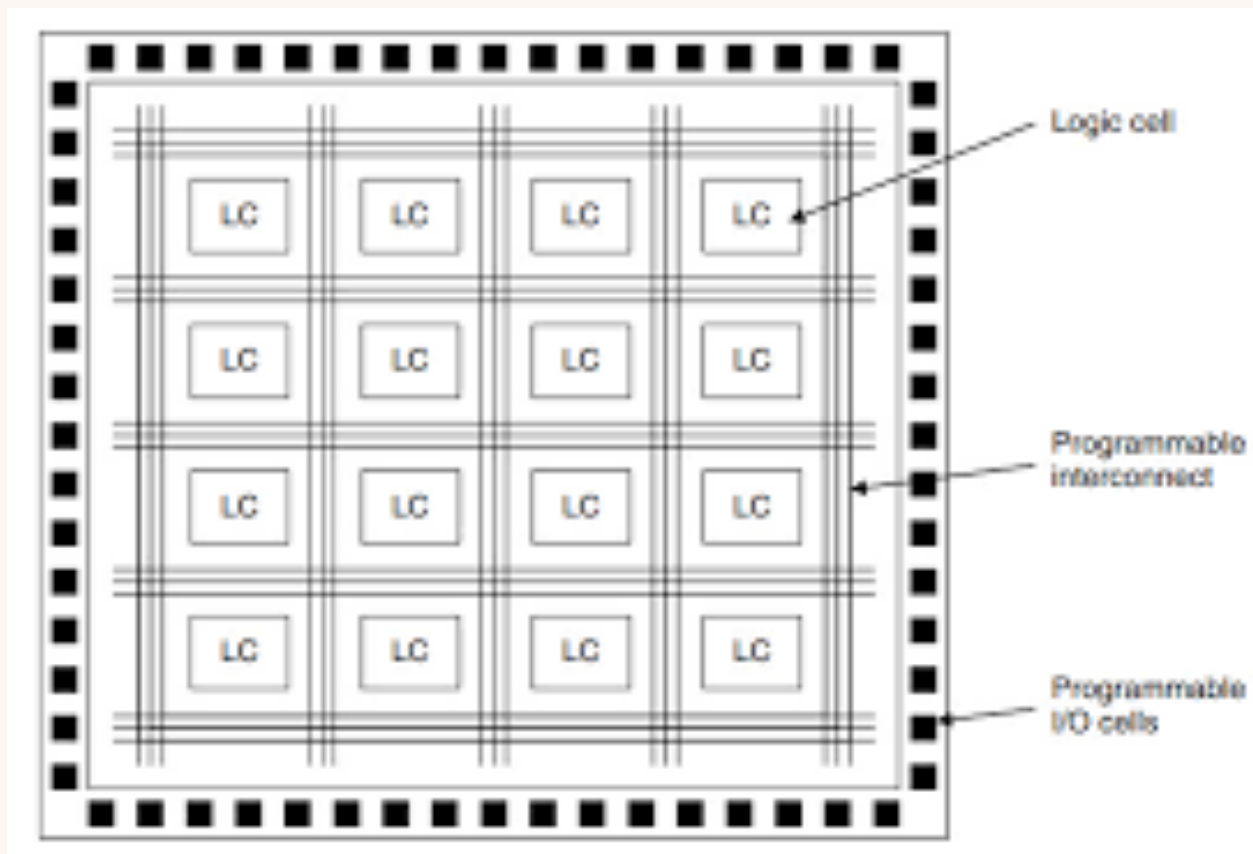 Logic cell
LC LC LC LC
LC LC LC LC
Programmable
interconnect
LC LC LC LC
LC LC LC LC
Programmable
I/O cells